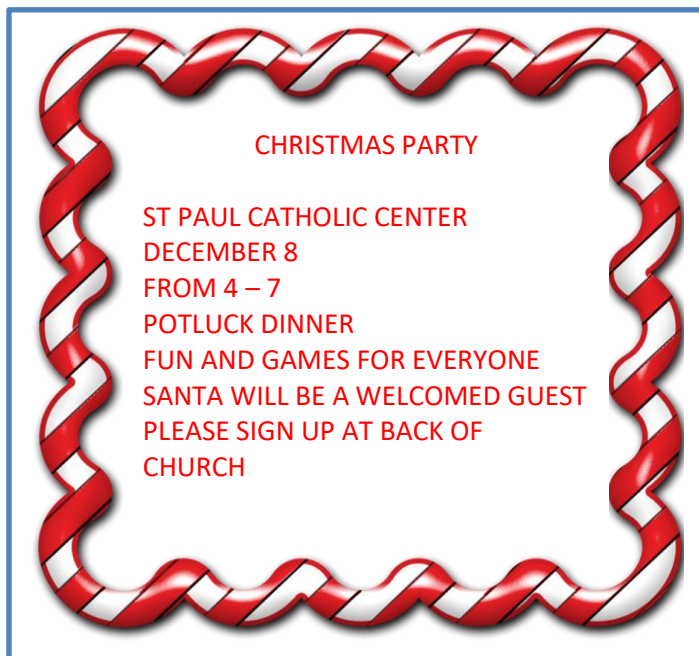 CHRISTMAS PARTY
ST PAUL CATHOLIC CENTER
DECEMBER 8
FROM 4 – 7
POTLUCK DINNER
FUN AND GAMES FOR EVERYONE
SANTA WILL BE A WELCOMED GUEST
PLEASE SIGN UP AT BACK OF
CHURCH